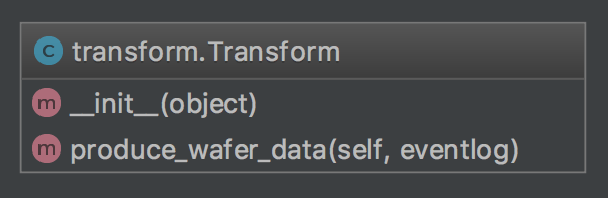 C transform.Transform
m __init__(object)
m produce_wafer_data(self, eventlog)